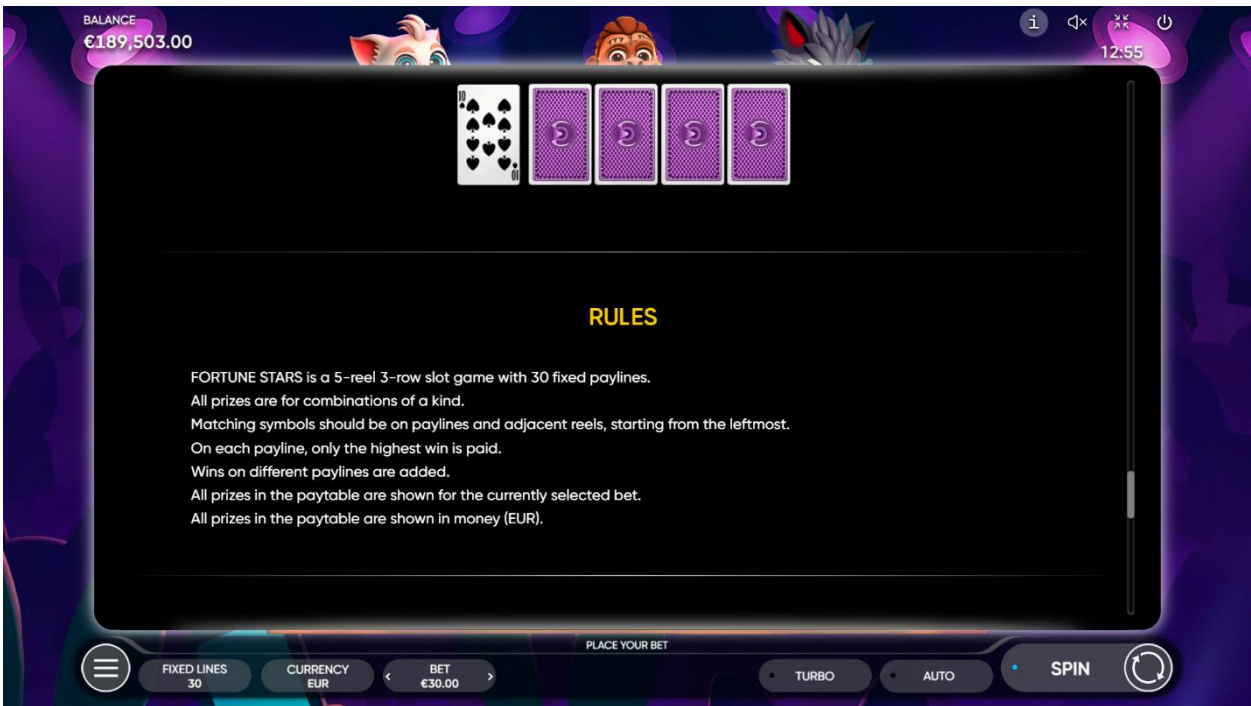 BALANCE
€189,503.00
i
12:55
10
10
RULES
FORTUNE STARS is a 5-reel 3-row slot game with 30 fixed paylines.
All prizes are for combinations of a kind.
Matching symbols should be on paylines and adjacent reels, starting from the leftmost.
On each payline, only the highest win is paid.
Wins on different paylines are added.
All prizes in the paytable are shown for the currently selected bet.
All prizes in the paytable are shown in money (EUR).
PLACE YOUR BET
FIXED LINES
30
CURRENCY
EUR
BET
€30.00
TURBO
AUTO
SPIN